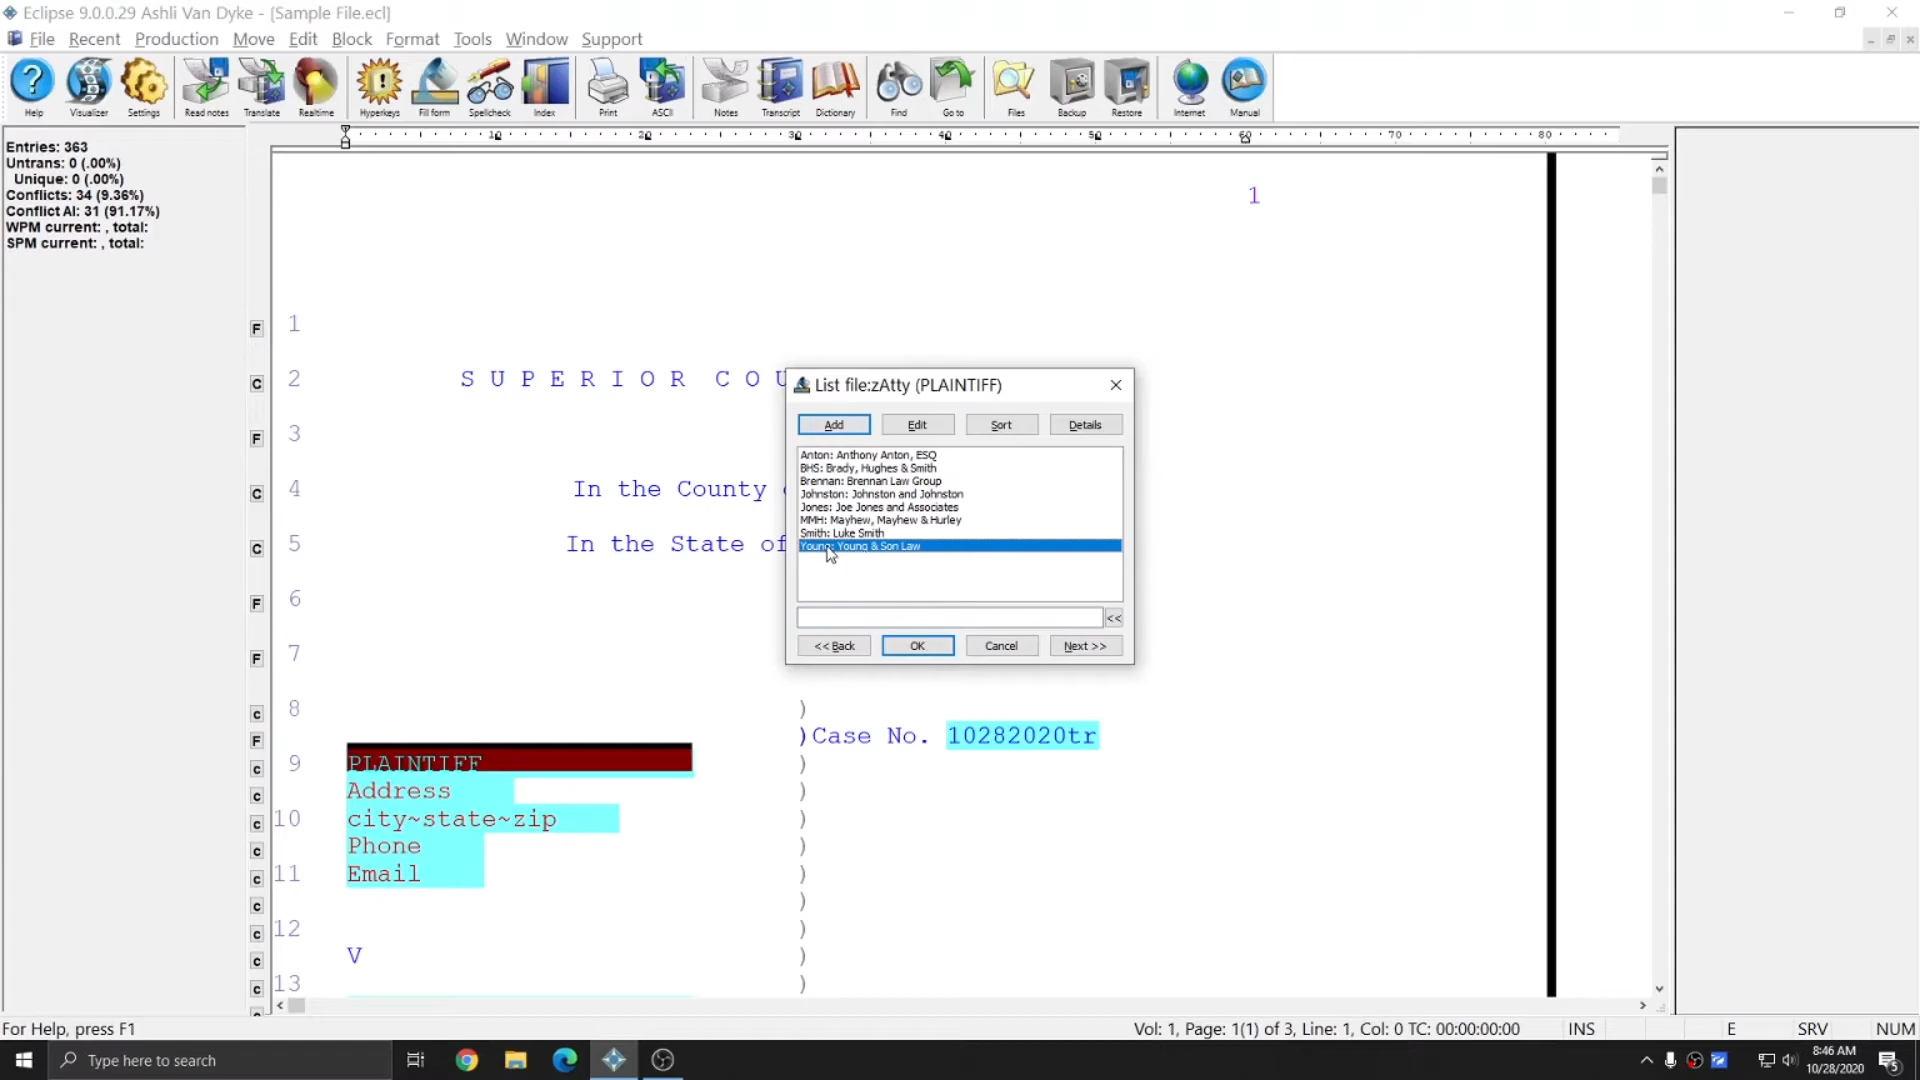 Eclipse 9.0.0.29 Ashli Van Dyke - [Sample File.ecl]
File Recent Production Move Edit Block Format Tools Window Support
Help Visualizer Settings Read notes Translate Realtime Hyperkeys Fill form Spellcheck Index Print ASCII Notes Transcript Dictionary Find Go to Files Backup Restore Internet Manual
Entries: 363
Untrans: 0 (.00%)
Unique: 0 (.00%)
Conflicts: 34 (9.36%)
Conflict AI: 31 (91.17%)
WPM current: , total:
SPM current: , total:
10 20 30 40 50 60 70 80
1
F 1
C 2 S U P E R I O R C O U
F 3
C 4 In the County
C 5 In the State of
F 6
F 7
List file:zAtty (PLAINTIFF)
Add Edit Sort Details
Anton: Anthony Anton, ESQ
BHS: Brady, Hughes & Smith
Brennan: Brennan Law Group
Johnston: Johnston and Johnston
Jones: Joe Jones and Associates
MMH: Mayhew, Mayhew & Hurley
Smith: Luke Smith
Young: Young & Son Law
<<
<< Back OK Cancel Next >>
c 8 )
F )Case No. 10282020tr
c 9 PLAINTIFF )
c Address )
c 10 city~state~zip )
c Phone )
c 11 Email )
c )
c 12 )
c V )
c 13 )
For Help, press F1
Vol: 1, Page: 1(1) of 3, Line: 1, Col: 0 TC: 00:00:00:00 INS E SRV NUM
Type here to search
8:46 AM
10/28/2020
5